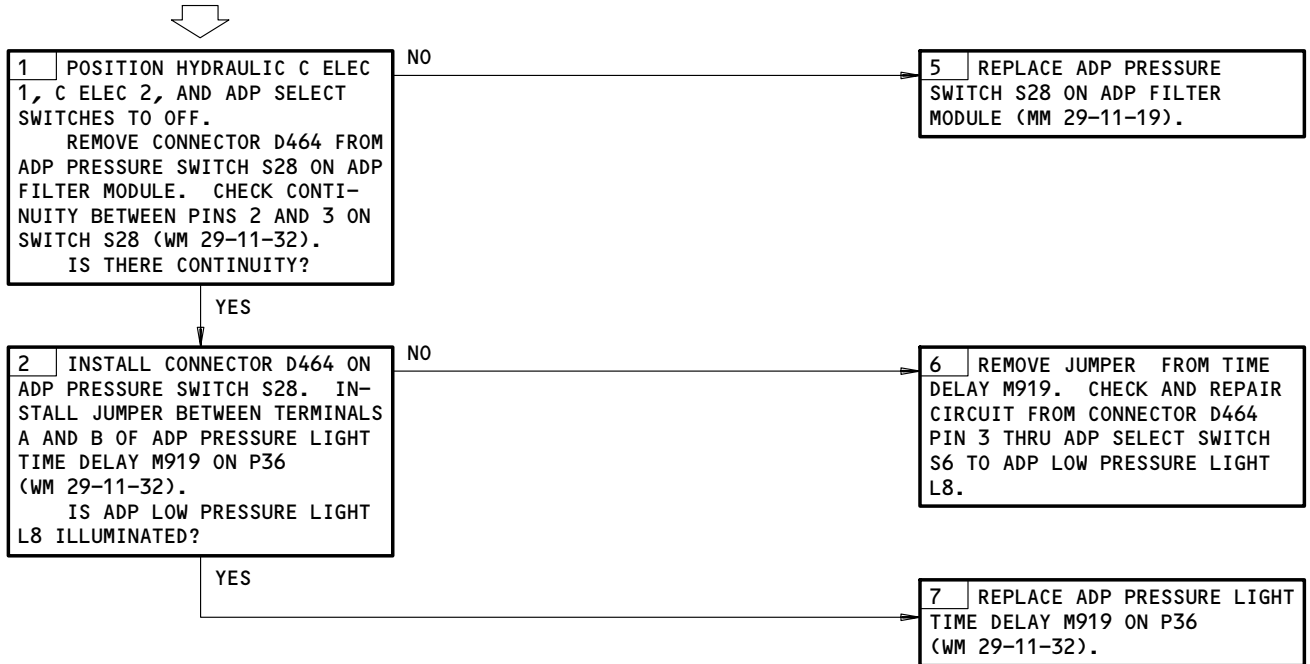 NO
1 POSITION HYDRAULIC C ELEC
1, C ELEC 2, AND ADP SELECT
SWITCHES TO OFF.
REMOVE CONNECTOR D464 FROM
ADP PRESSURE SWITCH S28 ON ADP
FILTER MODULE. CHECK CONTI-
NUITY BETWEEN PINS 2 AND 3 ON
SWITCH S28 (WM 29-11-32).
IS THERE CONTINUITY?
5 REPLACE ADP PRESSURE
SWITCH S28 ON ADP FILTER
MODULE (MM 29-11-19).
YES
NO
2 INSTALL CONNECTOR D464 ON
ADP PRESSURE SWITCH S28. IN-
STALL JUMPER BETWEEN TERMINALS
A AND B OF ADP PRESSURE LIGHT
TIME DELAY M919 ON P36
(WM 29-11-32).
IS ADP LOW PRESSURE LIGHT
L8 ILLUMINATED?
6 REMOVE JUMPER FROM TIME
DELAY M919. CHECK AND REPAIR
CIRCUIT FROM CONNECTOR D464
PIN 3 THRU ADP SELECT SWITCH
S6 TO ADP LOW PRESSURE LIGHT
L8.
YES
7 REPLACE ADP PRESSURE LIGHT
TIME DELAY M919 ON P36
(WM 29-11-32).